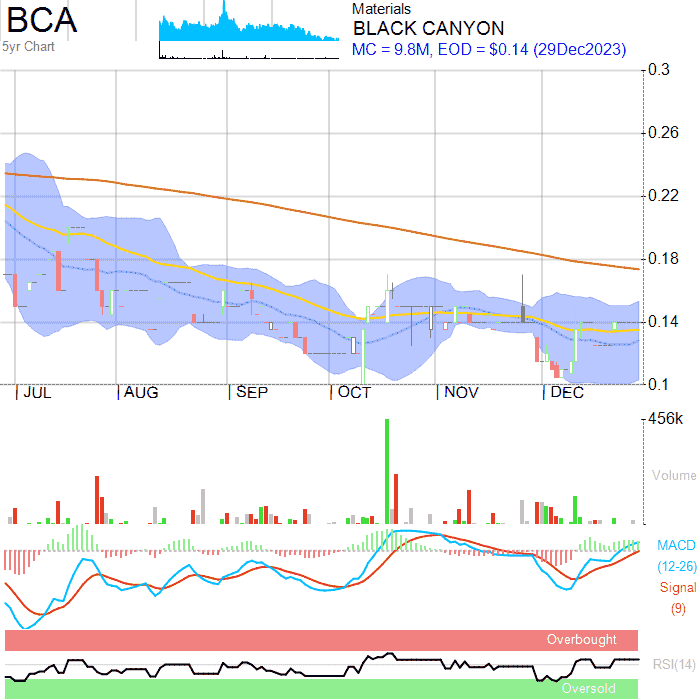 BCA
5yr Chart
Materials
BLACK CANYON
MC = 9.8M, EOD = $0.14 (29Dec2023)
0.3
0.26
0.22
0.18
0.14
0.1
JUL AUG SEP OCT NOV DEC
456k
Volume
MACD
(12-26)
Signal
(9)
Overbought
RSI(14)
Oversold